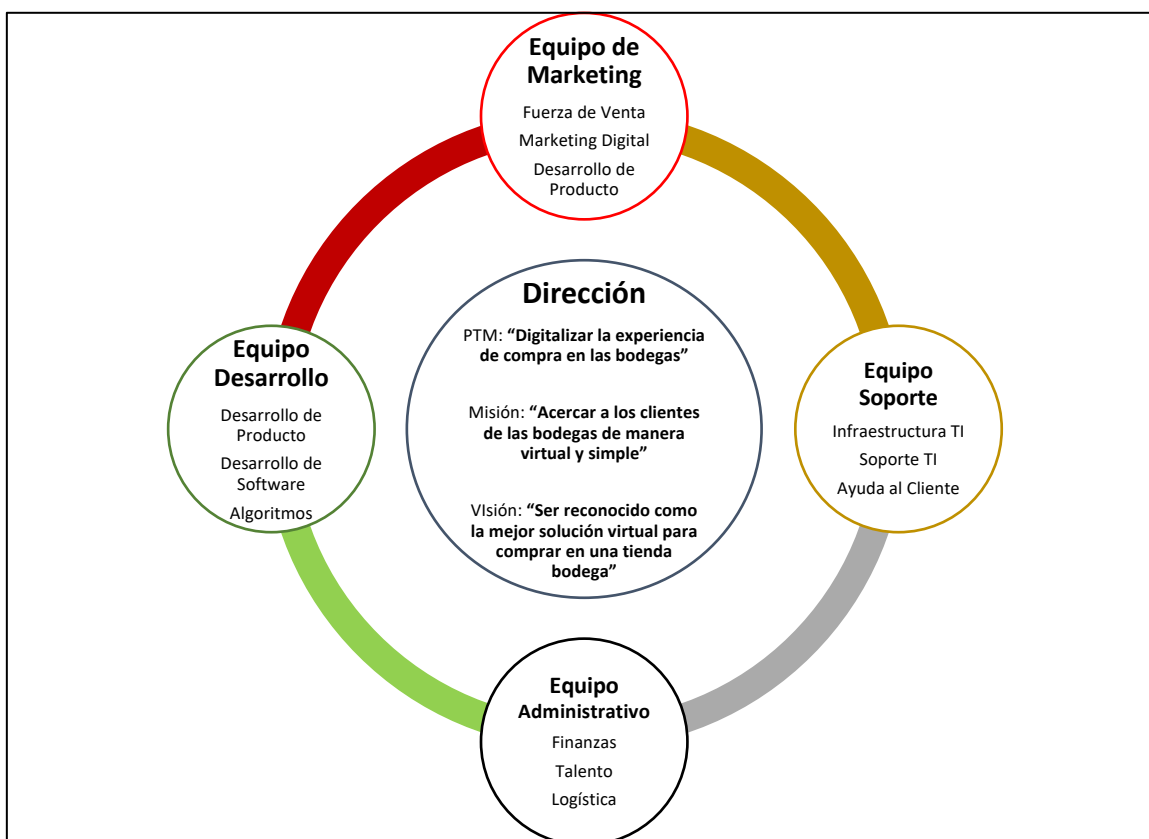 Equipo de
Marketing
Fuerza de Venta
Marketing Digital
Desarrollo de
Producto
Dirección
PTM: “Digitalizar la experiencia
de compra en las bodegas”
Misión: “Acercar a los clientes
de las bodegas de manera
virtual y simple”
VIsión: “Ser reconocido como
la mejor solución virtual para
comprar en una tienda
bodega”
Equipo
Desarrollo
Desarrollo de
Producto
Desarrollo de
Software
Algoritmos
Equipo
Soporte
Infraestructura TI
Soporte TI
Ayuda al Cliente
Equipo
Administrativo
Finanzas
Talento
Logística